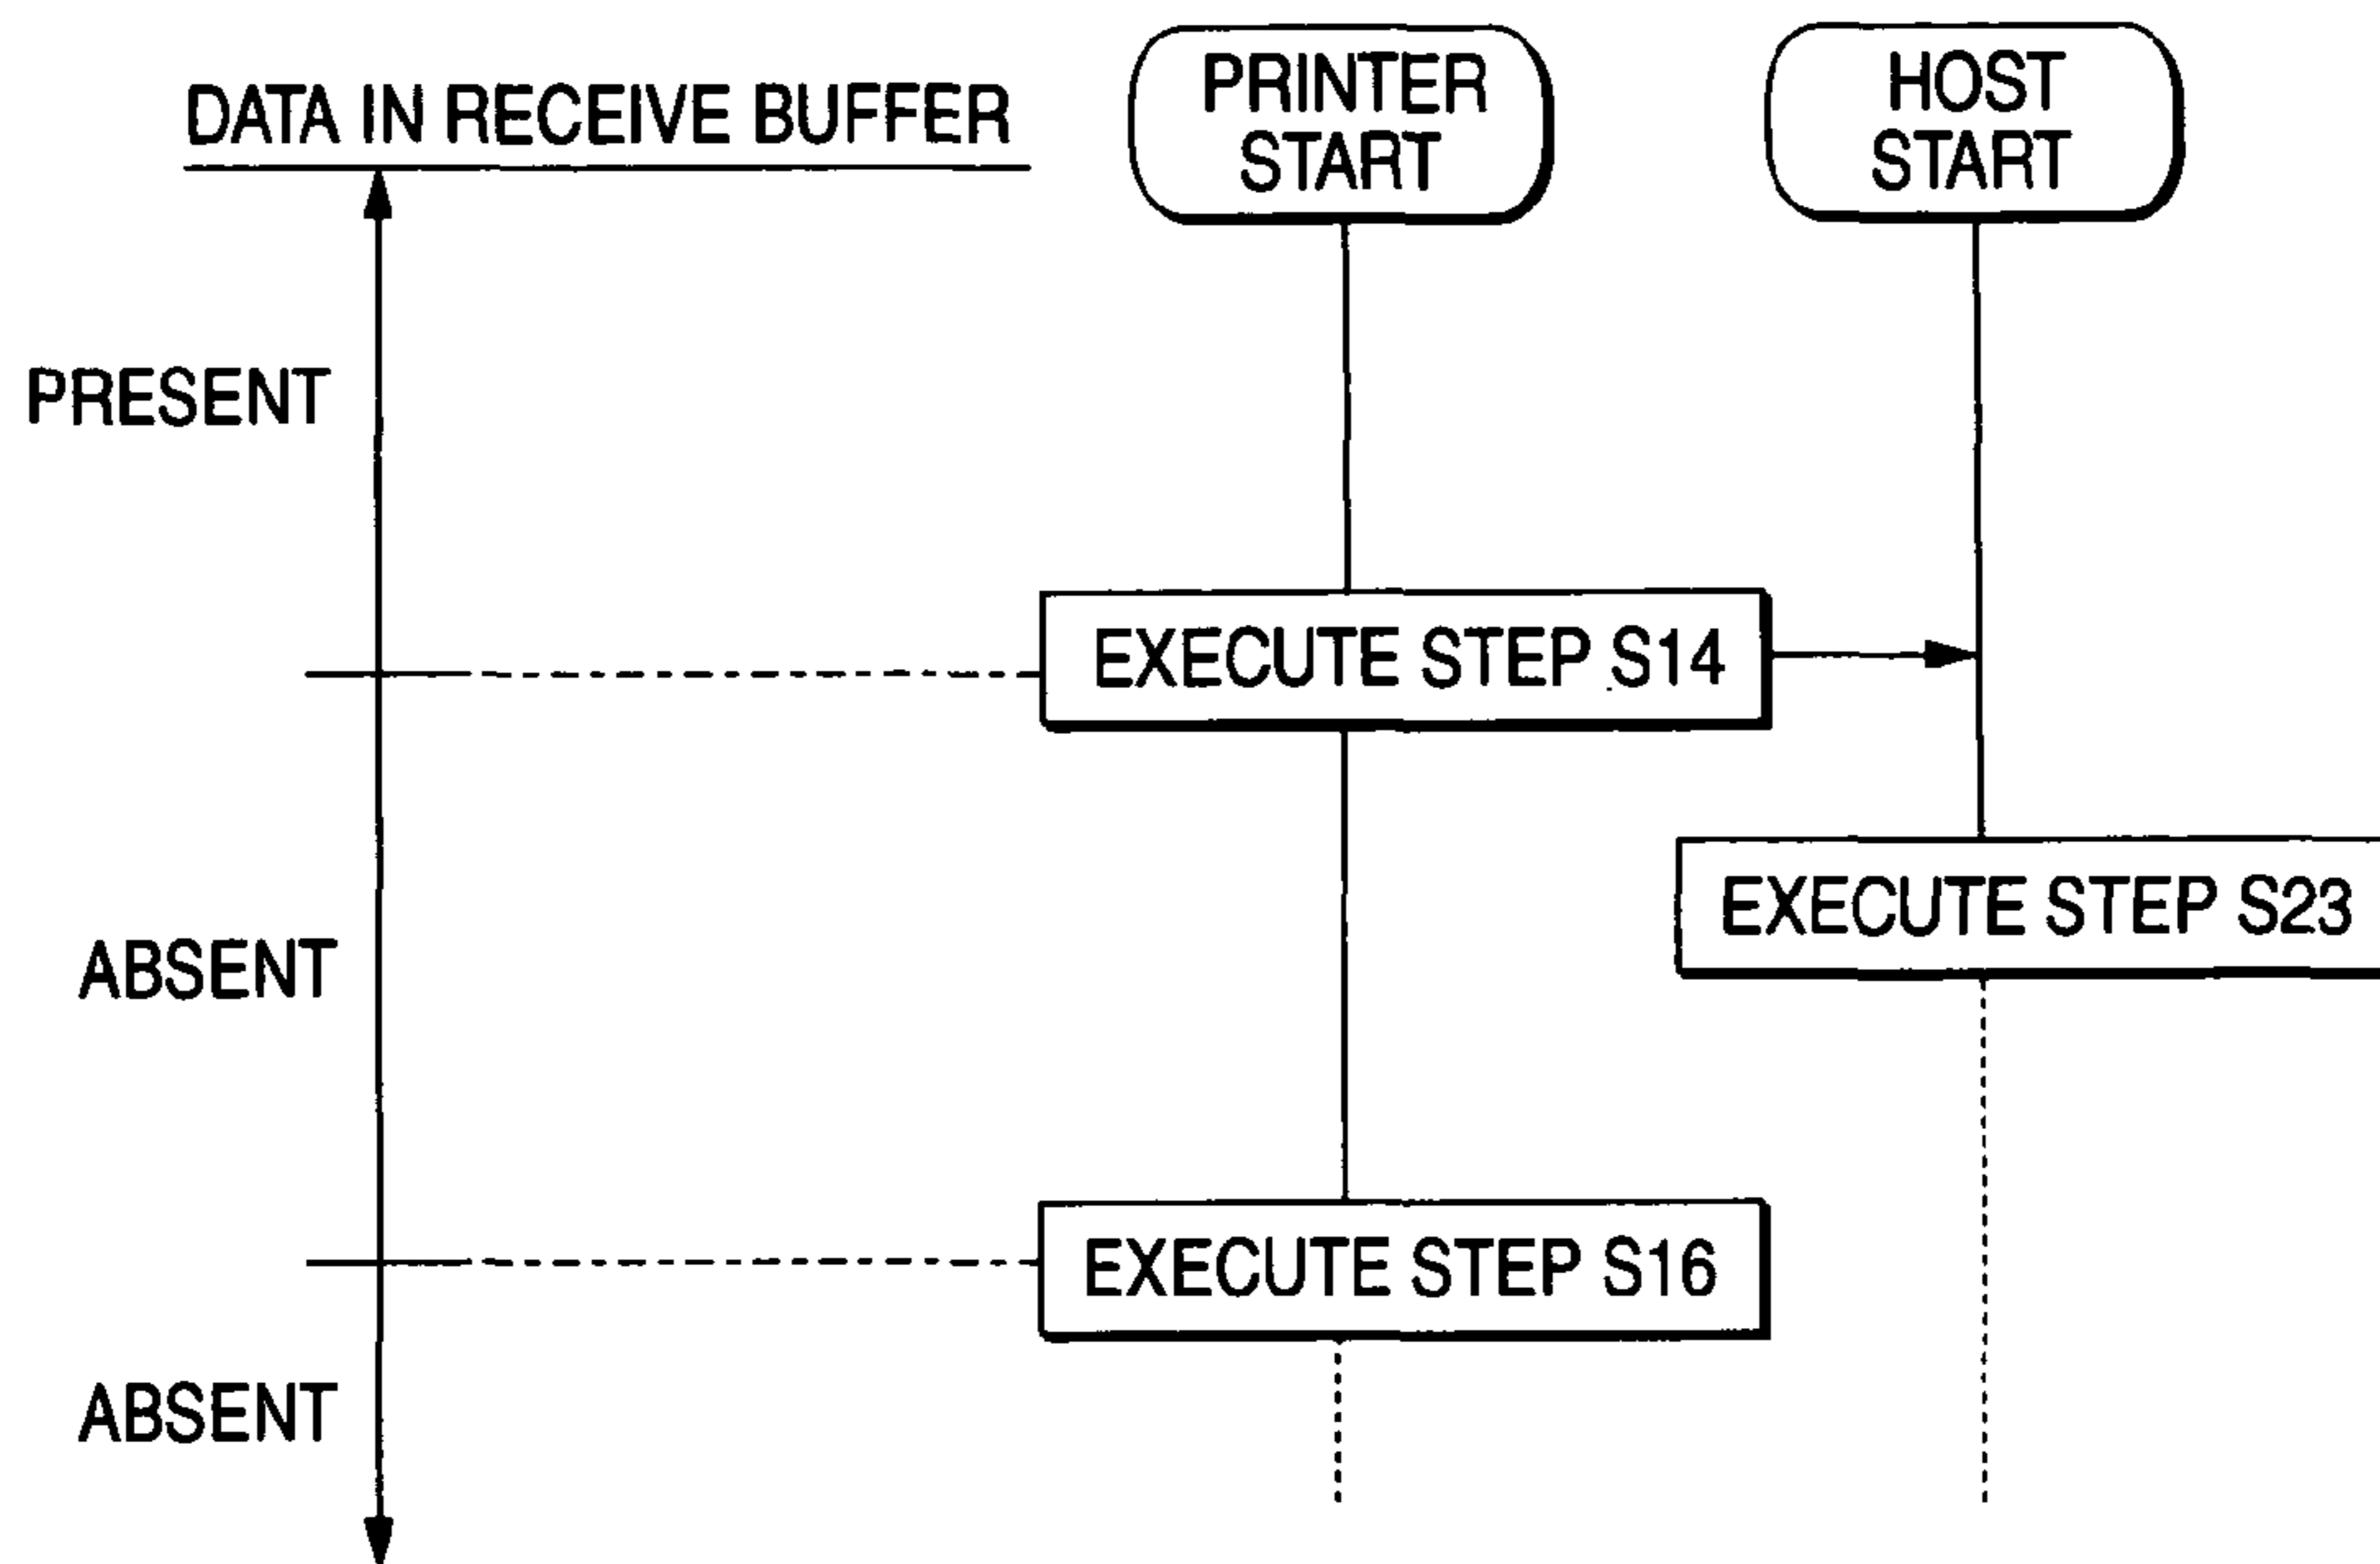 DATA IN RECEIVE BUFFER
PRINTER
START
HOST
START
PRESENT
EXECUTE STEP S14
EXECUTE STEP S23
ABSENT
EXECUTE STEP S16
ABSENT